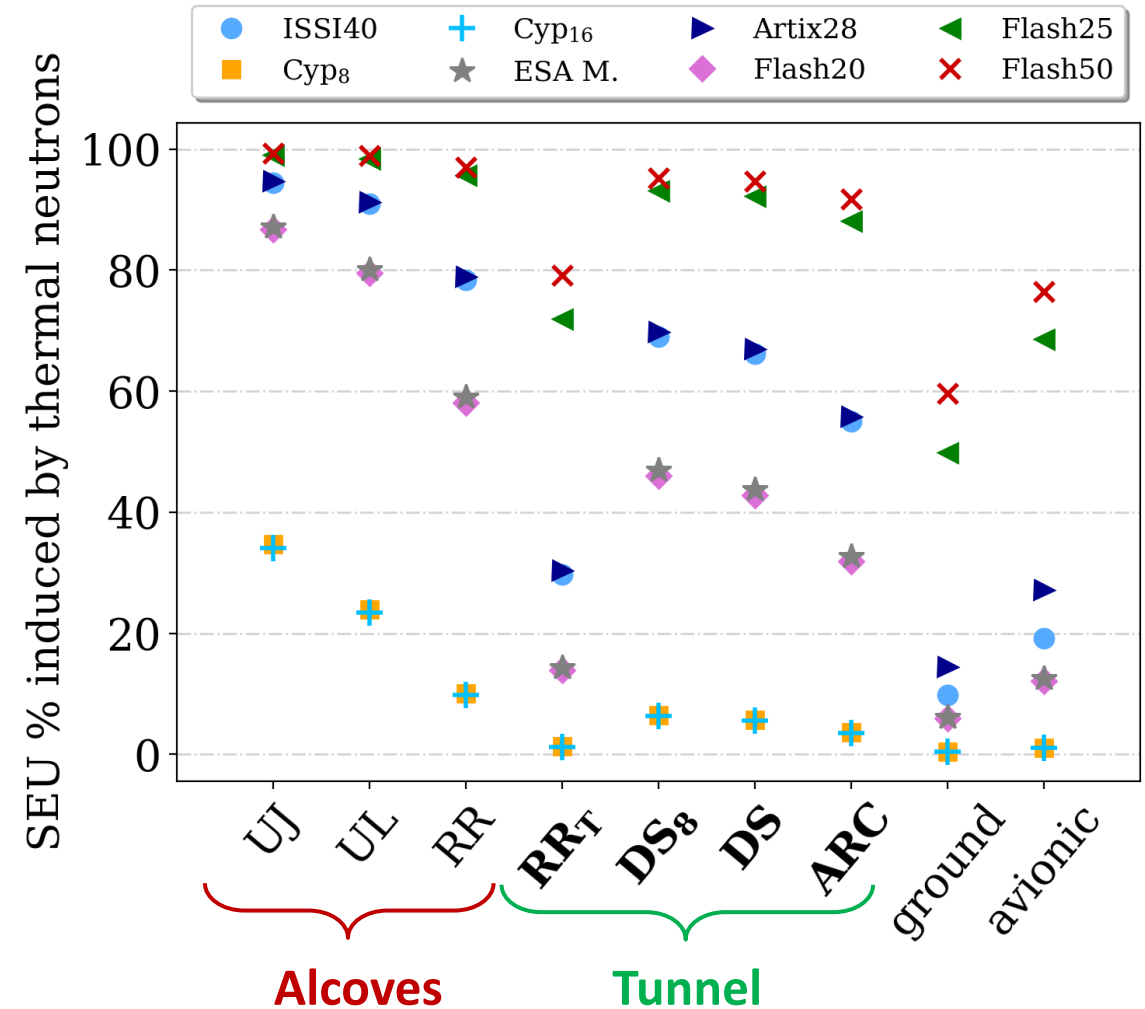 ISSI40 Cyp₁₆ Artix28 Flash25
Cyp₈ ESA M. Flash20 Flash50
SEU % induced by thermal neutrons
100
80
60
40
20
0
UJ UL RR RR_T DS₈ DS ARC ground avionic
Alcoves Tunnel